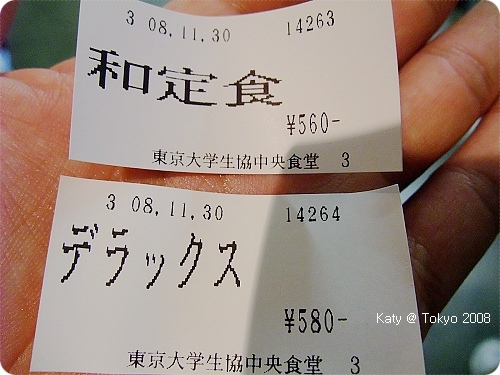 3 08,11,30 14263
和定食
¥560-
東京大学生協中央食堂 3
3 08,11,30 14264
デラックス
¥580-
東京大学生協中央食堂 3
Katy @ Tokyo 2008